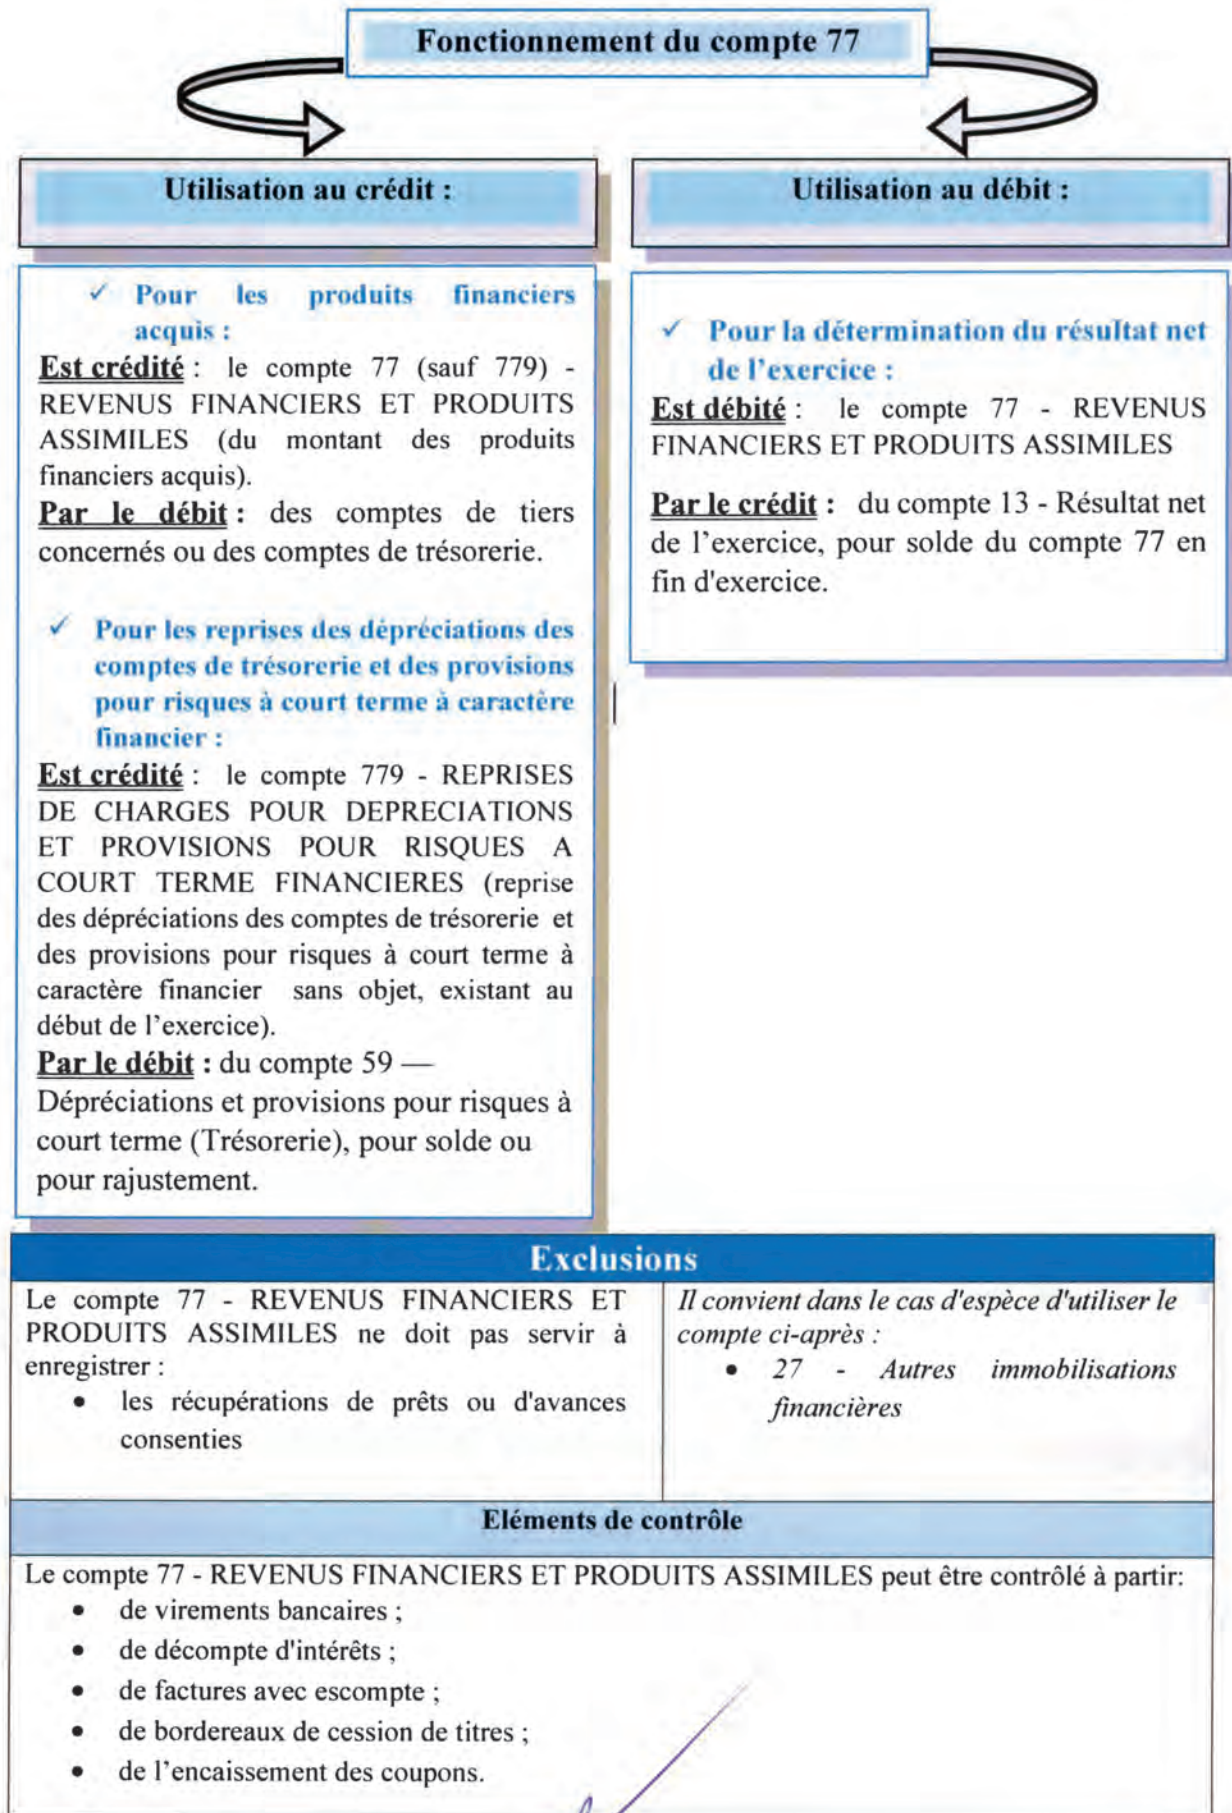 Fonctionnement du compte 77
Utilisation au crédit :
✓ Pour les produits financiers
acquis :
Est crédité : le compte 77 (sauf 779) -
REVENUS FINANCIERS ET PRODUITS
ASSIMILES (du montant des produits
financiers acquis).
Par le débit : des comptes de tiers
concernés ou des comptes de trésorerie.
✓ Pour les reprises des dépréciations des
comptes de trésorerie et des provisions
pour risques à court terme à caractère
financier :
Est crédité : le compte 779 - REPRISES
DE CHARGES POUR DEPRECIATIONS
ET PROVISIONS POUR RISQUES A
COURT TERME FINANCIERES (reprise
des dépréciations des comptes de trésorerie et
des provisions pour risques à court terme à
caractère financier sans objet, existant au
début de l'exercice).
Par le débit : du compte 59 —
Dépréciations et provisions pour risques à
court terme (Trésorerie), pour solde ou
pour rajustement.
Utilisation au débit :
✓ Pour la détermination du résultat net
de l'exercice :
Est débité : le compte 77 - REVENUS
FINANCIERS ET PRODUITS ASSIMILES
Par le crédit : du compte 13 - Résultat net
de l'exercice, pour solde du compte 77 en
fin d'exercice.
Exclusions
Le compte 77 - REVENUS FINANCIERS ET
PRODUITS ASSIMILES ne doit pas servir à
enregistrer :
• les récupérations de prêts ou d'avances
consenties
Il convient dans le cas d'espèce d'utiliser le
compte ci-après :
• 27 - Autres immobilisations
financières
Eléments de contrôle
Le compte 77 - REVENUS FINANCIERS ET PRODUITS ASSIMILES peut être contrôlé à partir:
• de virements bancaires ;
• de décompte d'intérêts ;
• de factures avec escompte ;
• de bordereaux de cession de titres ;
• de l'encaissement des coupons.